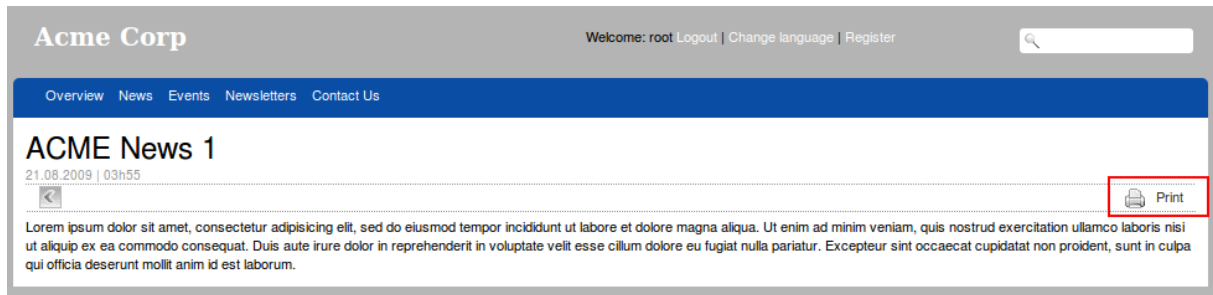 Acme Corp
Welcome: root Logout | Change language | Register
Overview News Events Newsletters Contact Us
ACME News 1
21.08.2009 | 03h55
Print
Lorem ipsum dolor sit amet, consectetur adipisicing elit, sed do eiusmod tempor incididunt ut labore et dolore magna aliqua. Ut enim ad minim veniam, quis nostrud exercitation ullamco laboris nisi
ut aliquip ex ea commodo consequat. Duis aute irure dolor in reprehenderit in voluptate velit esse cillum dolore eu fugiat nulla pariatur. Excepteur sint occaecat cupidatat non proident, sunt in culpa
qui officia deserunt mollit anim id est laborum.